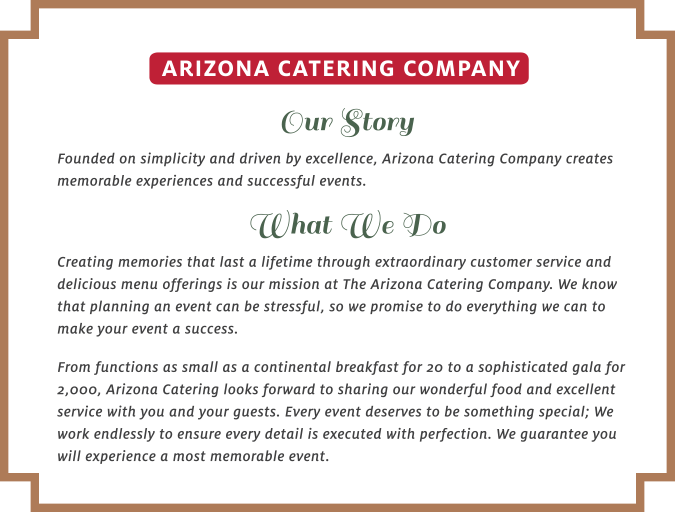 ARIZONA CATERING COMPANY
Our Story
Founded on simplicity and driven by excellence, Arizona Catering Company creates
memorable experiences and successful events.
What We Do
Creating memories that last a lifetime through extraordinary customer service and
delicious menu offerings is our mission at The Arizona Catering Company. We know
that planning an event can be stressful, so we promise to do everything we can to
make your event a success.
From functions as small as a continental breakfast for 20 to a sophisticated gala for
2,000, Arizona Catering looks forward to sharing our wonderful food and excellent
service with you and your guests. Every event deserves to be something special; We
work endlessly to ensure every detail is executed with perfection. We guarantee you
will experience a most memorable event.